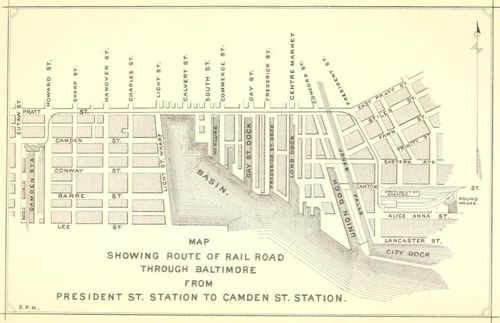 HOWARD ST.
SHARP ST.
HANOVER ST.
CHARLES ST.
LIGHT ST.
CALVERT ST.
SOUTH ST.
COMMERCE ST.
GAY ST.
FREDERICK ST.
CENTRE MARKET
CONCORD ST.
PRESIDENT ST.
EUTAW ST.
PRATT ST.
EAST PRATT ST.
STILES ST.
FAWN ST.
TRINITY ST.
CAMDEN ST.
EASTERN AVE.
CONWAY ST.
BARRE ST.
LEE ST.
CAMDEN STA.
LIGHT ST. WHARF
BASIN.
GAY ST. DOCK
FREDERICK ST. DOCK
LONG DOCK
UNION DOCK
JONES FALLS
CANTON ST.
PRESIDENT ST. STATION
ROUND HOUSE
ALICE ANNA ST.
LANCASTER ST.
CITY DOCK
MAP
SHOWING ROUTE OF RAIL ROAD
THROUGH BALTIMORE
FROM
PRESIDENT ST. STATION TO CAMDEN ST. STATION.
S.P.K.